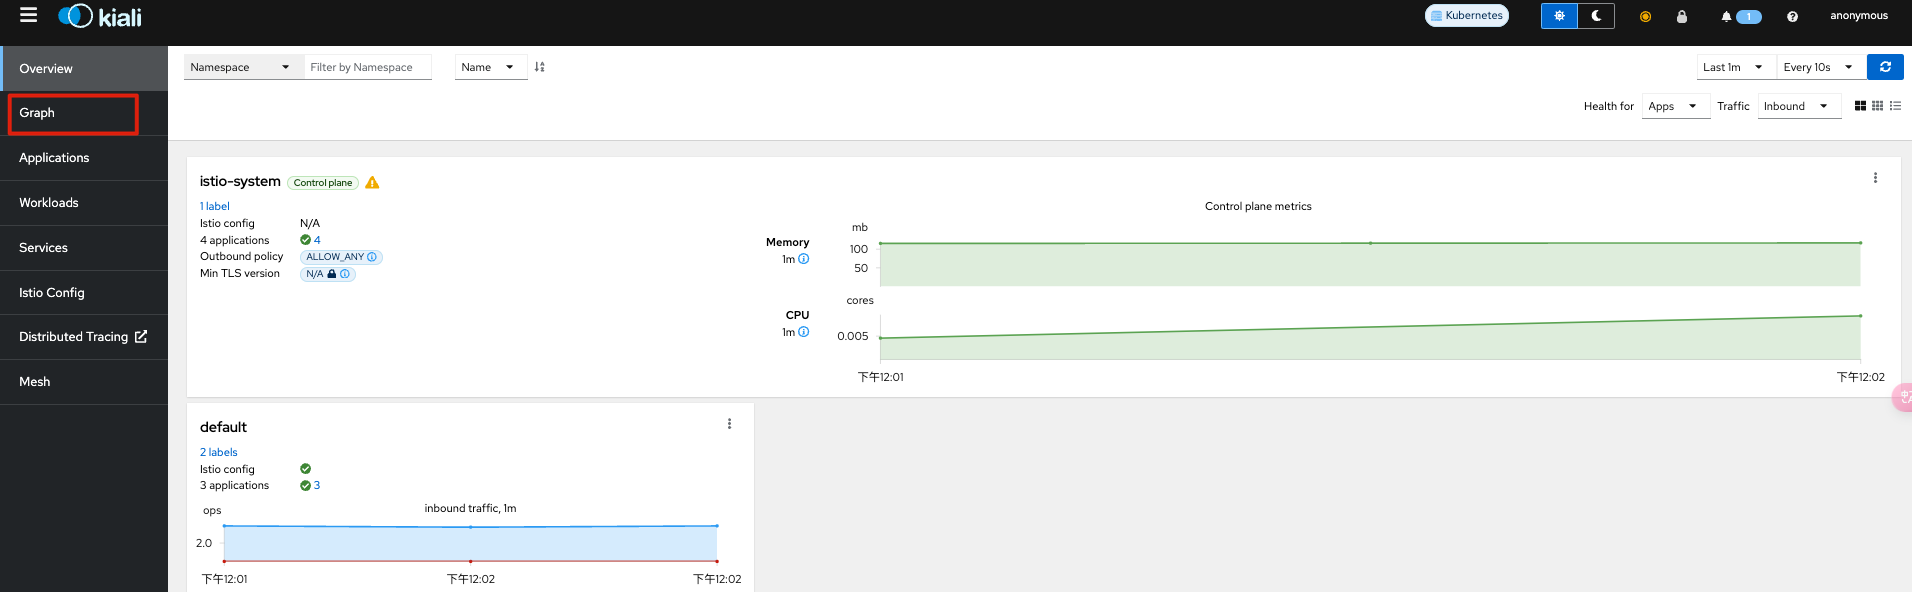 kiali
Kubernetes
1
anonymous
Overview
Graph
Applications
Workloads
Services
Istio Config
Distributed Tracing
Mesh
Namespace
Filter by Namespace
Name
Last 1m
Every 10s
Health for
Apps
Traffic
Inbound
istio-system
Control plane
1 label
Istio config N/A
4 applications 4
Outbound policy ALLOW_ANY
Min TLS version N/A
Control plane metrics
Memory
1m
mb
100
50
CPU
1m
cores
0.005
下午12:01
下午12:02
default
2 labels
Istio config
3 applications 3
inbound traffic, 1m
ops
2.0
下午12:01
下午12:02
下午12:02